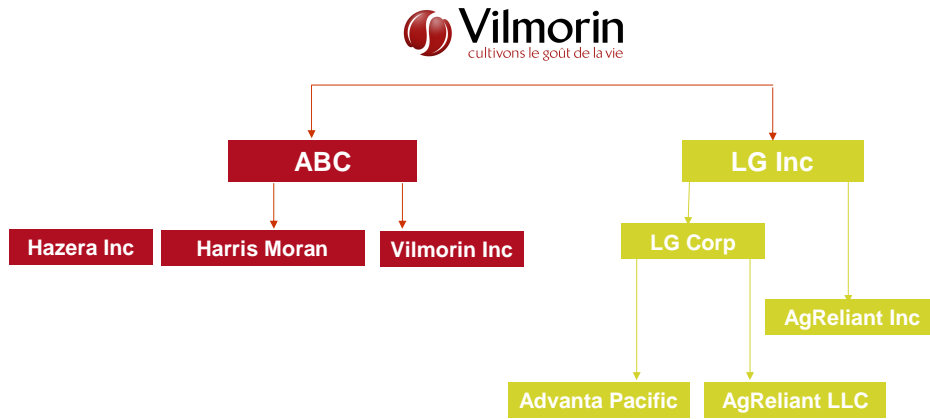 Vilmorin
cultivons le goût de la vie
ABC
LG Inc
Hazera Inc
Harris Moran
Vilmorin Inc
LG Corp
AgReliant Inc
Advanta Pacific
AgReliant LLC